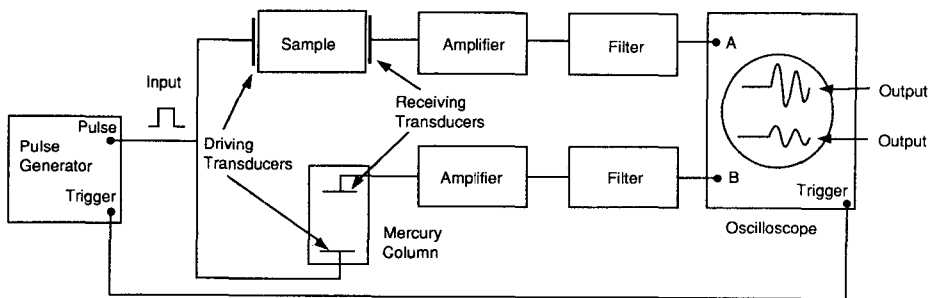 Sample
Amplifier
Filter
A
Input
Output
Receiving
Transducers
Pulse
Driving
Transducers
Output
Pulse
Generator
Amplifier
Filter
B
Trigger
Trigger
Mercury
Column
Oscilloscope